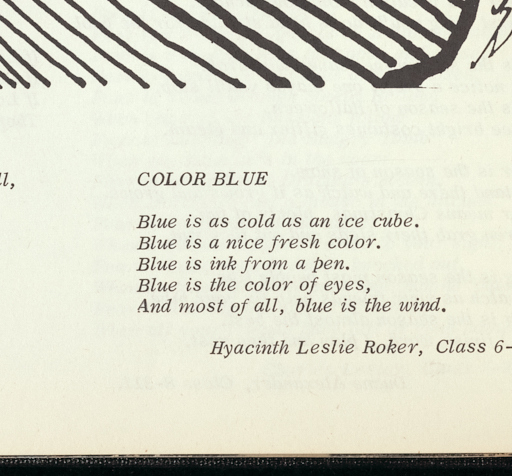 COLOR BLUE
Blue is as cold as an ice cube.
Blue is a nice fresh color.
Blue is ink from a pen.
Blue is the color of eyes,
And most of all, blue is the wind.
Hyacinth Leslie Roker, Class 6-